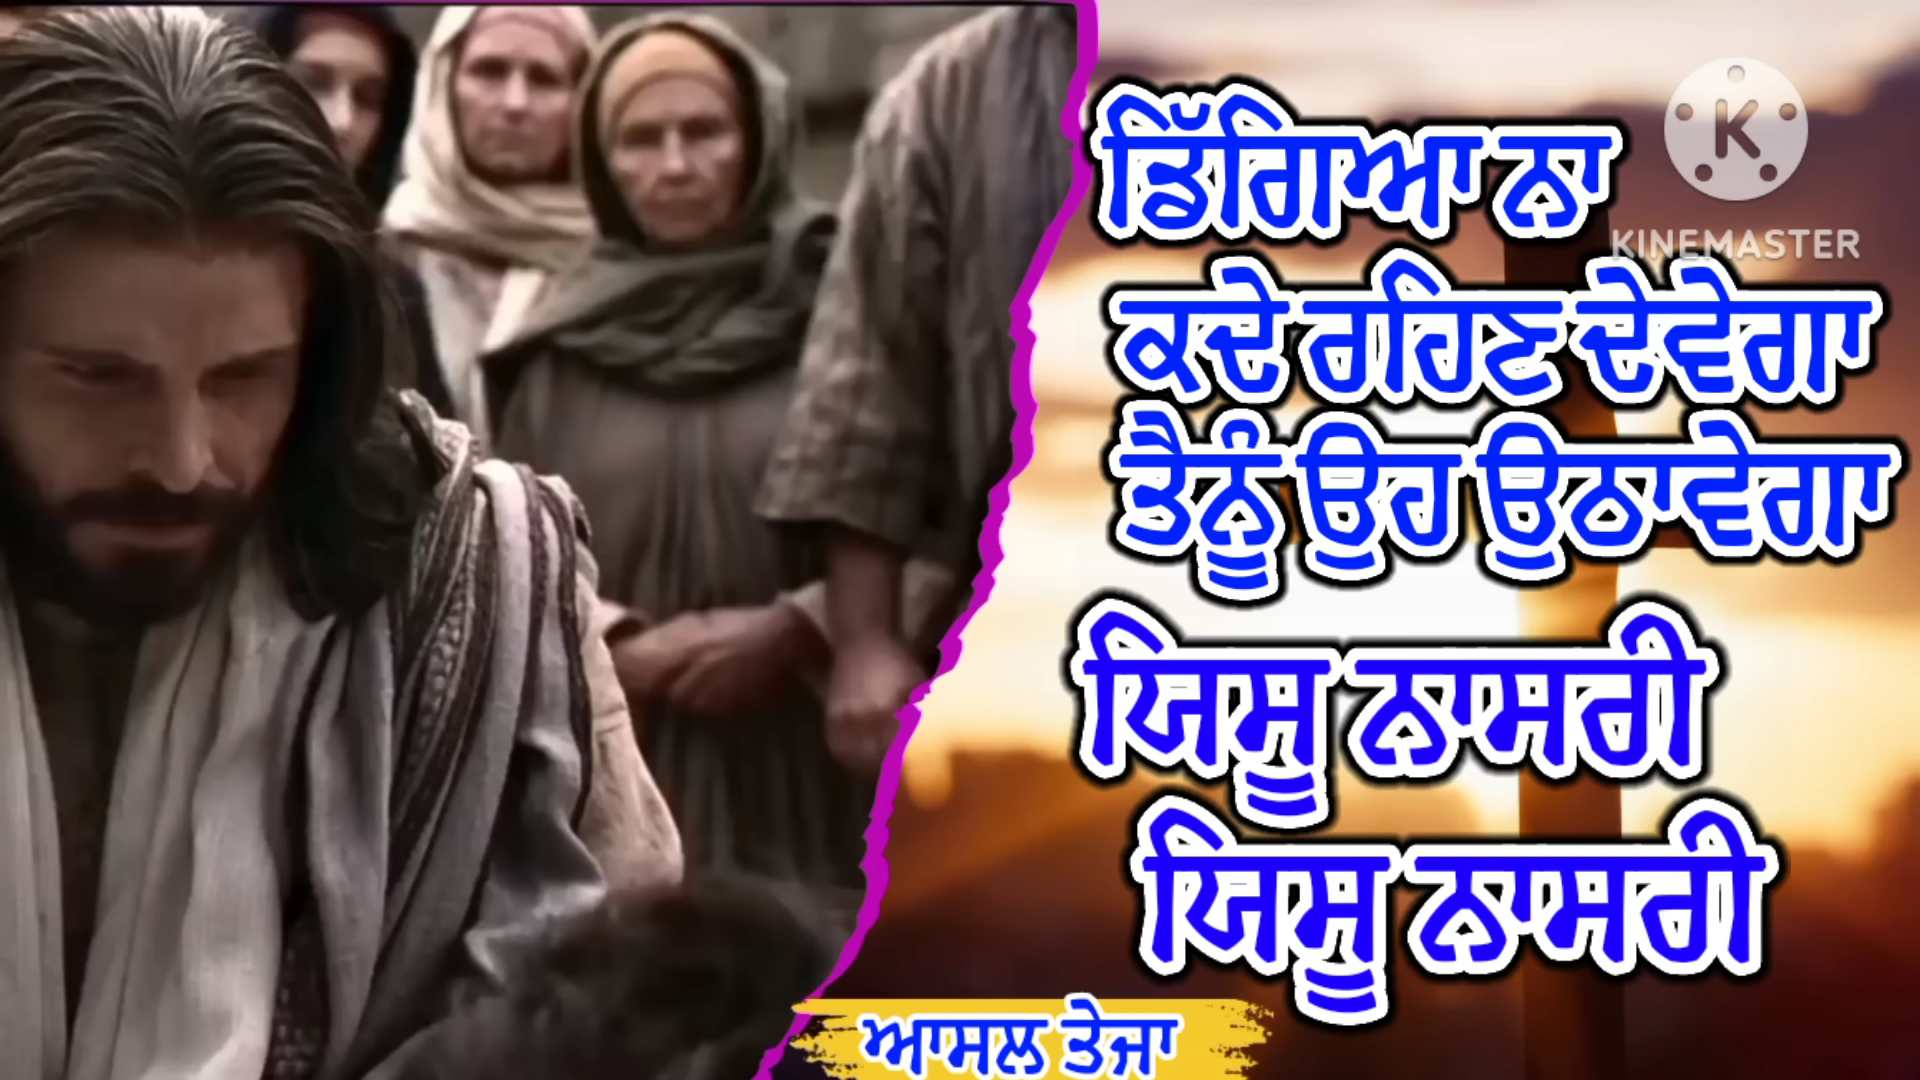 ਡਿੱਗਿਆ ਨਾ
K
KINEMASTER
ਕਦੇ ਰਹਿਣ ਦੇਵੇਗਾ
ਤੈਨੂੰ ਉਹ ਉਠਾਵੇਗਾ
ਯਿਸੂ ਨਾਸਰੀ
ਯਿਸੂ ਨਾਸਰੀ
ਆਸਲ ਤੇਜਾ